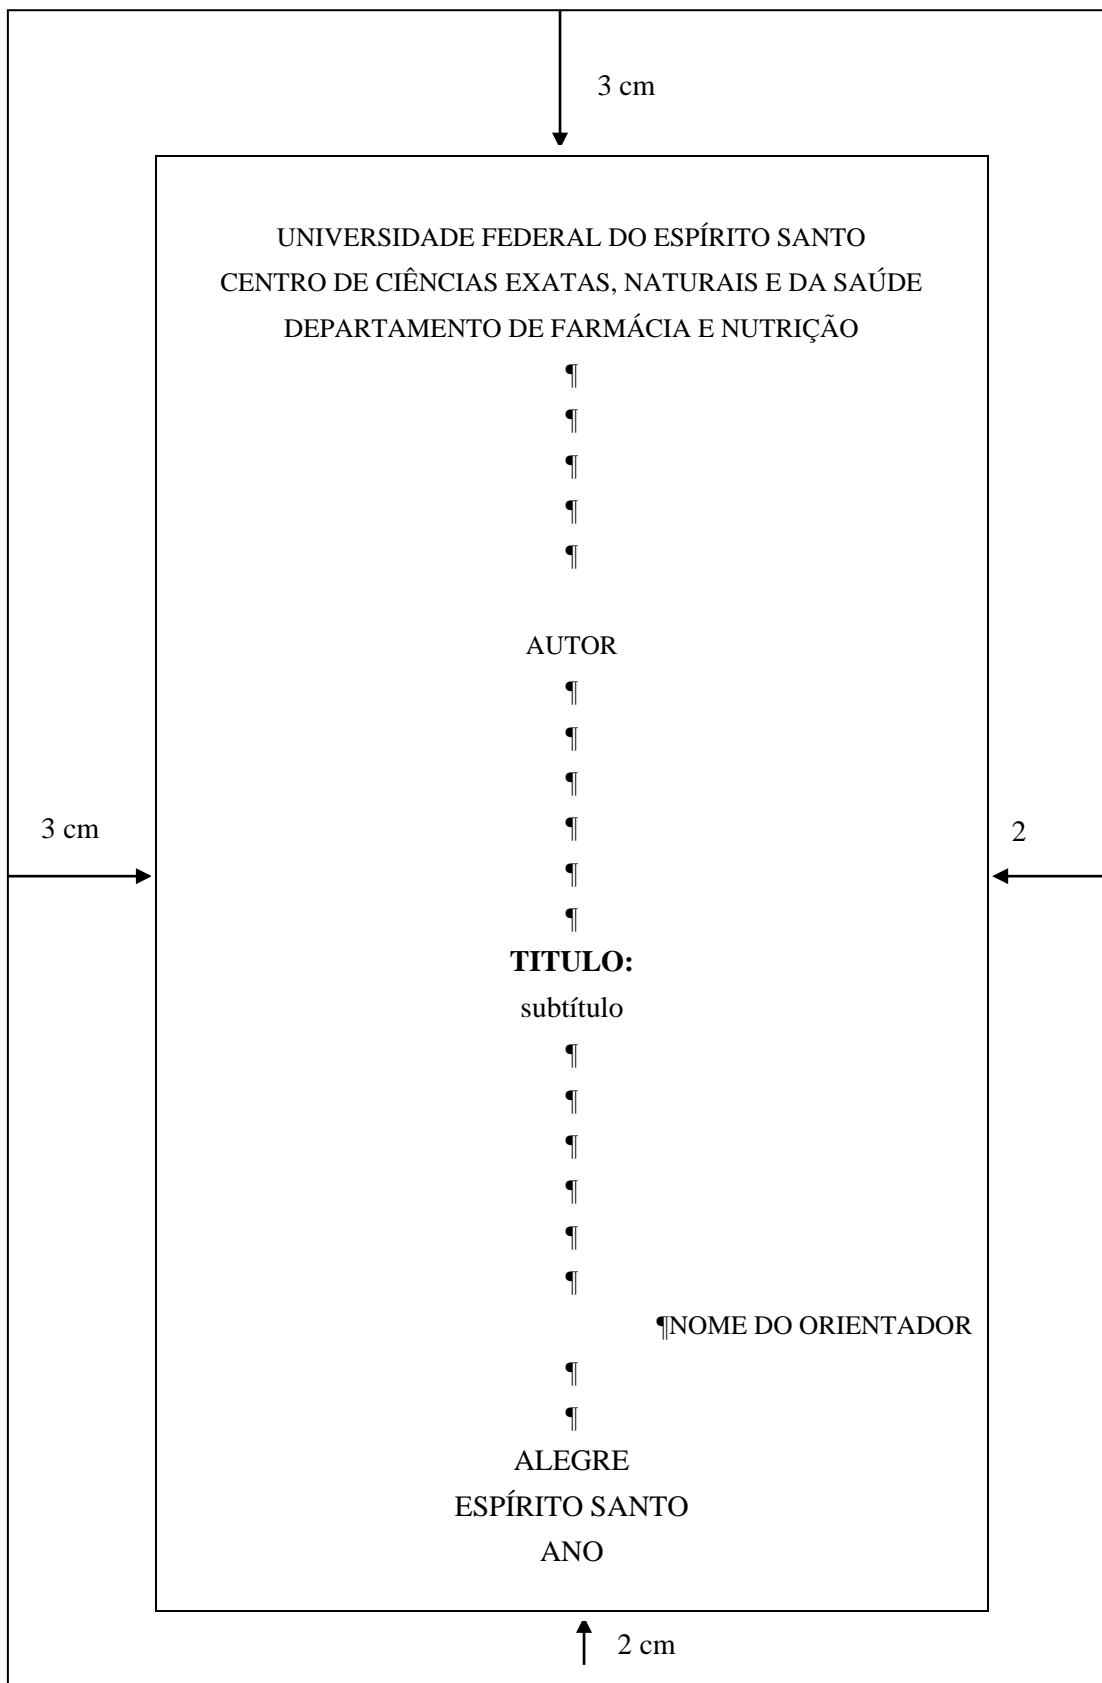 3 cm
UNIVERSIDADE FEDERAL DO ESPÍRITO SANTO
CENTRO DE CIÊNCIAS EXATAS, NATURAIS E DA SAÚDE
DEPARTAMENTO DE FARMÁCIA E NUTRIÇÃO
¶
¶
¶
¶
¶
AUTOR
¶
¶
¶
¶
¶
¶
3 cm
2
TITULO:
subtítulo
¶
¶
¶
¶
¶
¶
¶NOME DO ORIENTADOR
¶
¶
ALEGRE
ESPÍRITO SANTO
ANO
2 cm